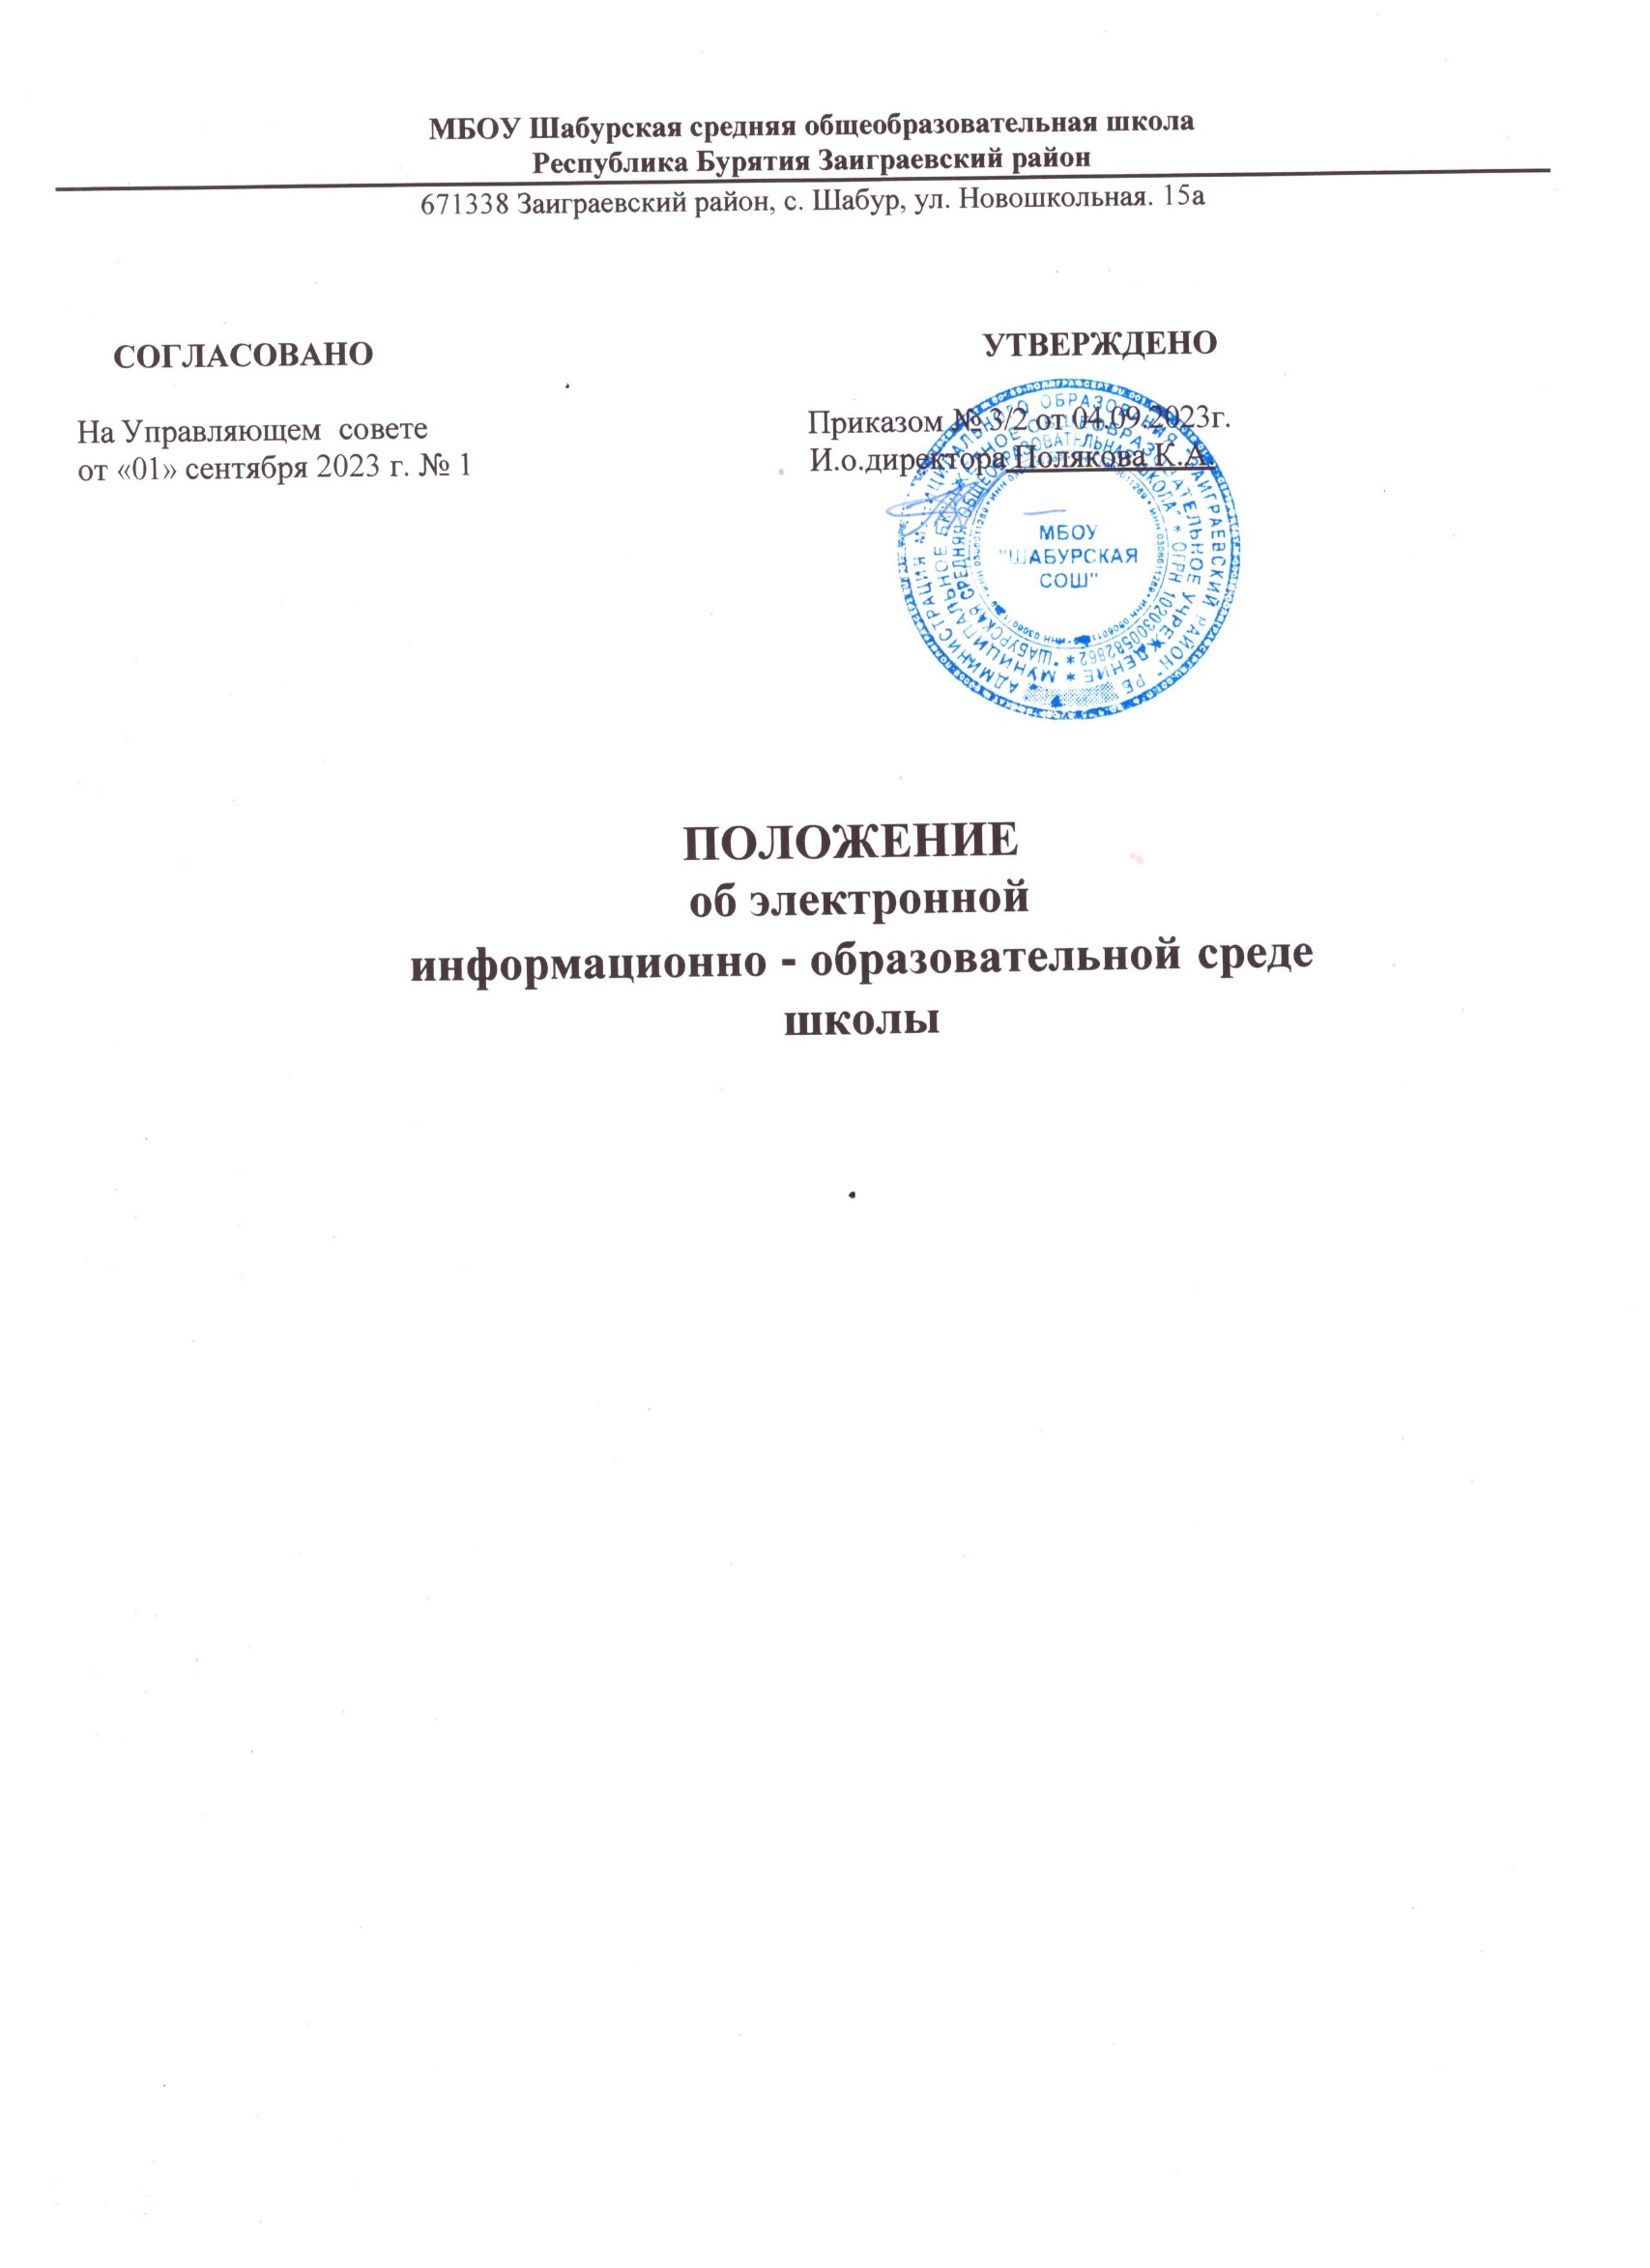 МБОУ Шабурская средняя общеобразовательная школа
Республика Бурятия Заиграевский район
671338 Заиграевский район, с. Шабур, ул. Новошкольная. 15а
СОГЛАСОВАНО
На Управляющем совете
от «01» сентября 2023 г. № 1
УТВЕРЖДЕНО
Приказом № 3/2 от 04.09.2023г.
И.о.директора Полякова К.А.
МБОУ
"ШАБУРСКАЯ
СОШ"
ОГРН 1020300582862
ПОЛОЖЕНИЕ
об электронной
информационно - образовательной среде
школы